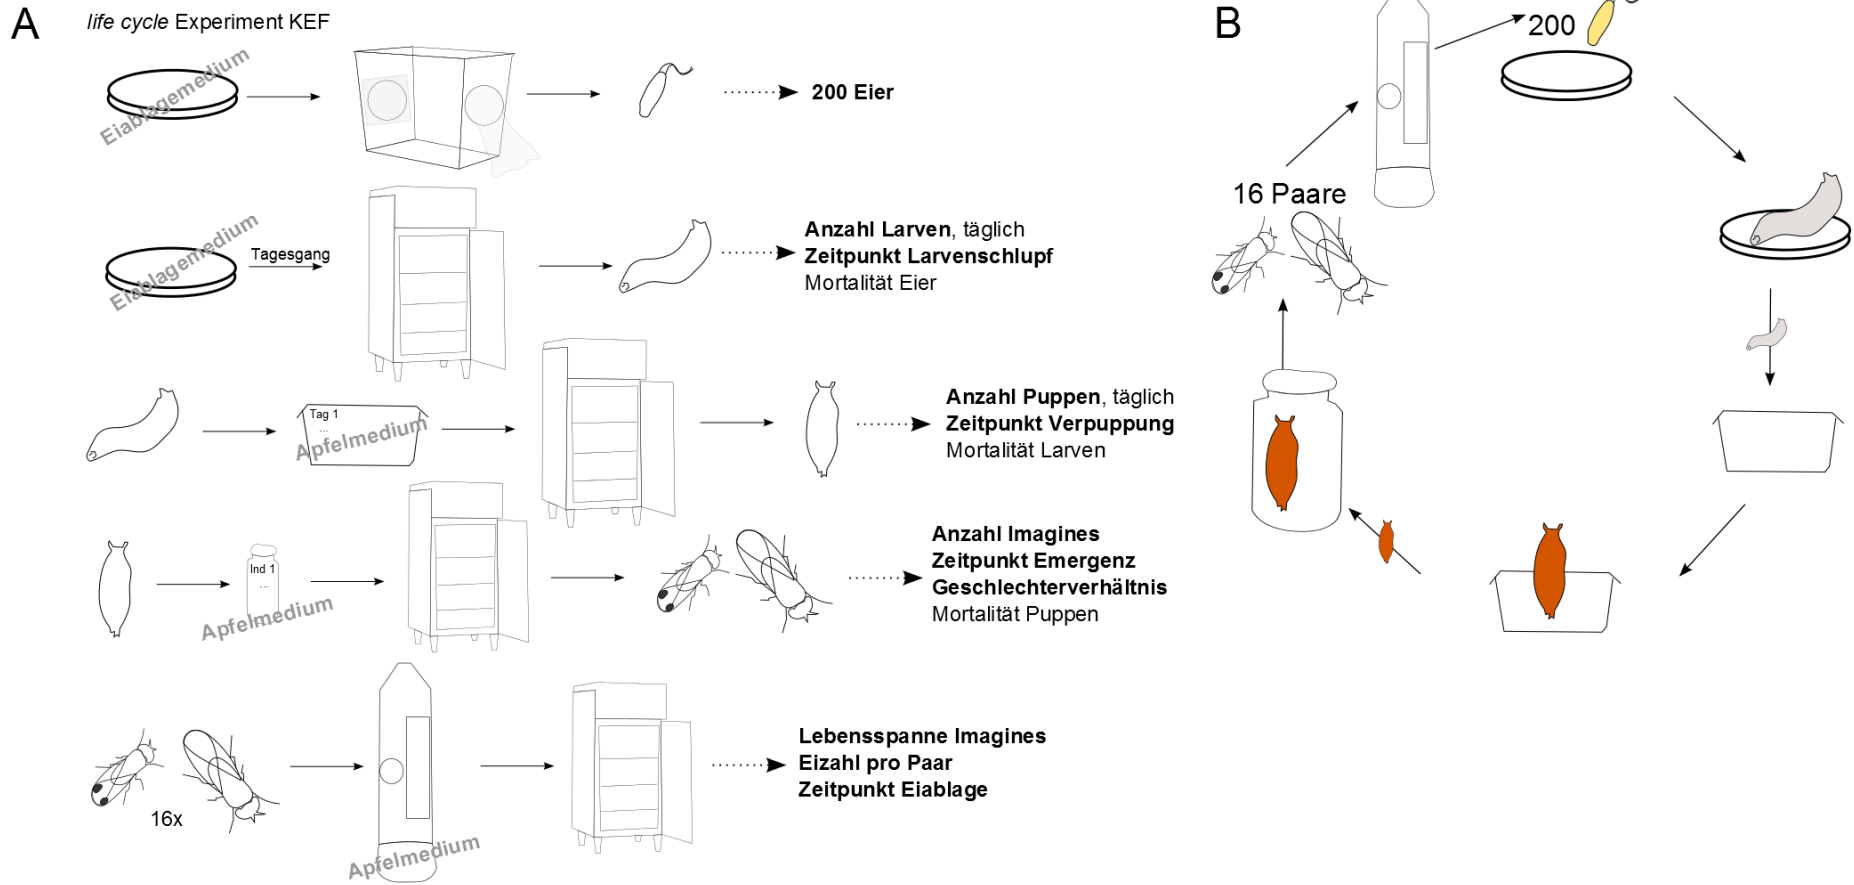 A
life cycle Experiment KEF
Eiablagemedium
200 Eier
Eiablagemedium
Tagesgang
Anzahl Larven, täglich
Zeitpunkt Larvenschlupf
Mortalität Eier
Tag 1
...
Apfelmedium
Anzahl Puppen, täglich
Zeitpunkt Verpuppung
Mortalität Larven
Ind 1
...
Apfelmedium
Anzahl Imagines
Zeitpunkt Emergenz
Geschlechterverhältnis
Mortalität Puppen
16x
Apfelmedium
Lebensspanne Imagines
Eizahl pro Paar
Zeitpunkt Eiablage
B
200
16 Paare